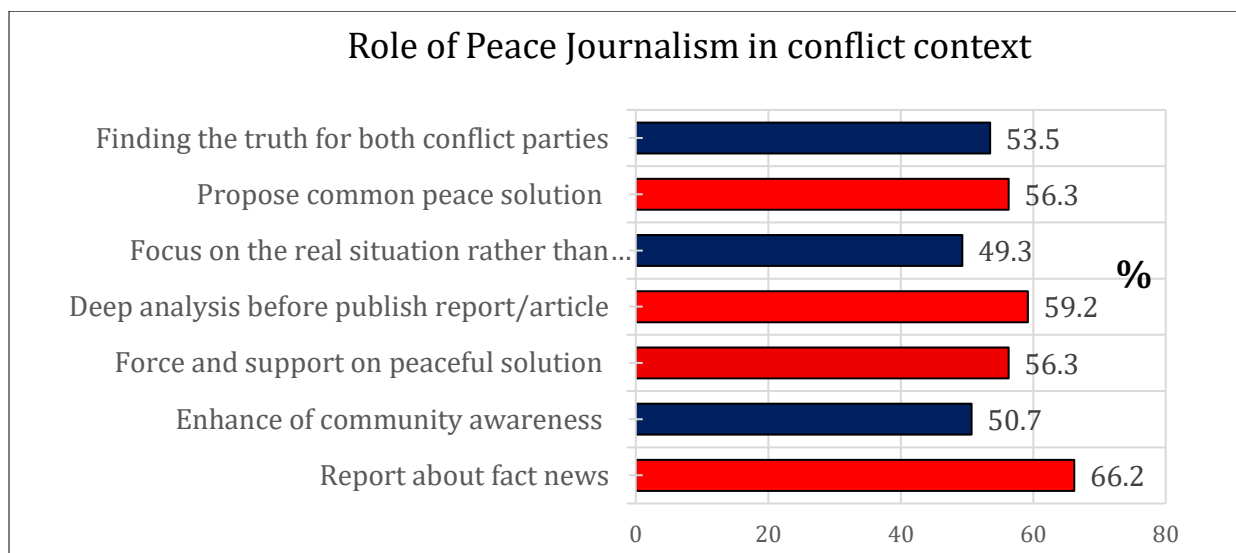 Role of Peace Journalism in conflict context
Finding the truth for both conflict parties 53.5
Propose common peace solution 56.3
Focus on the real situation rather than… 49.3
%
Deep analysis before publish report/article 59.2
Force and support on peaceful solution 56.3
Enhance of community awareness 50.7
Report about fact news 66.2
0 20 40 60 80